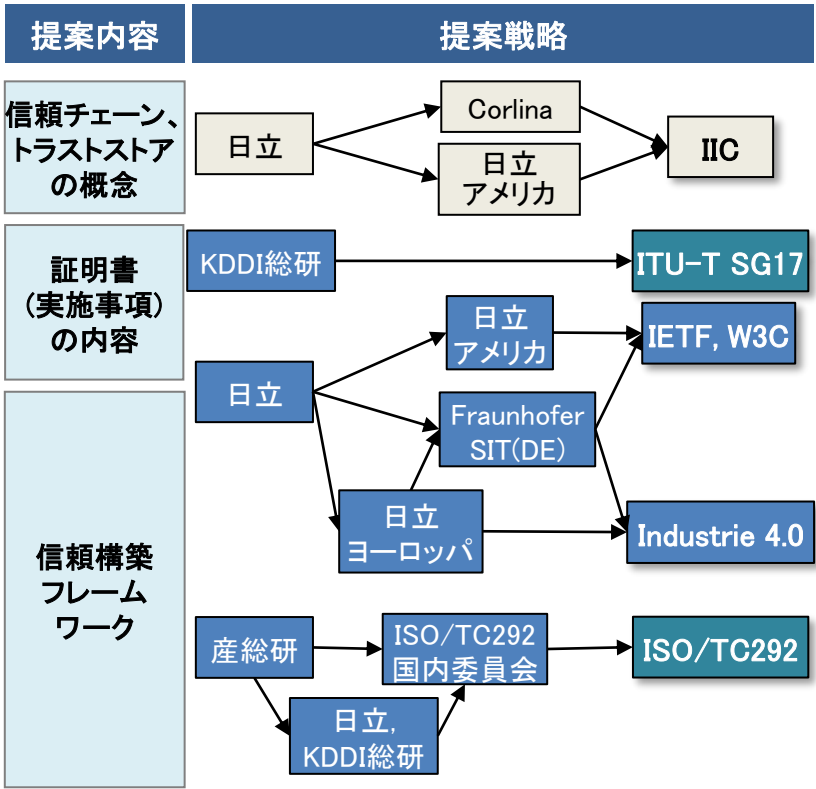 提案内容
提案戦略
信頼チェーン、
トラストストア
の概念
日立
Corlina
日立
アメリカ
IIC
証明書
（実施事項）
の内容
KDDI総研
ITU-T SG17
日立
アメリカ
IETF, W3C
日立
Fraunhofer
SIT(DE)
日立
ヨーロッパ
Industrie 4.0
信頼構築
フレーム
ワーク
産総研
ISO/TC292
国内委員会
ISO/TC292
日立,
KDDI総研